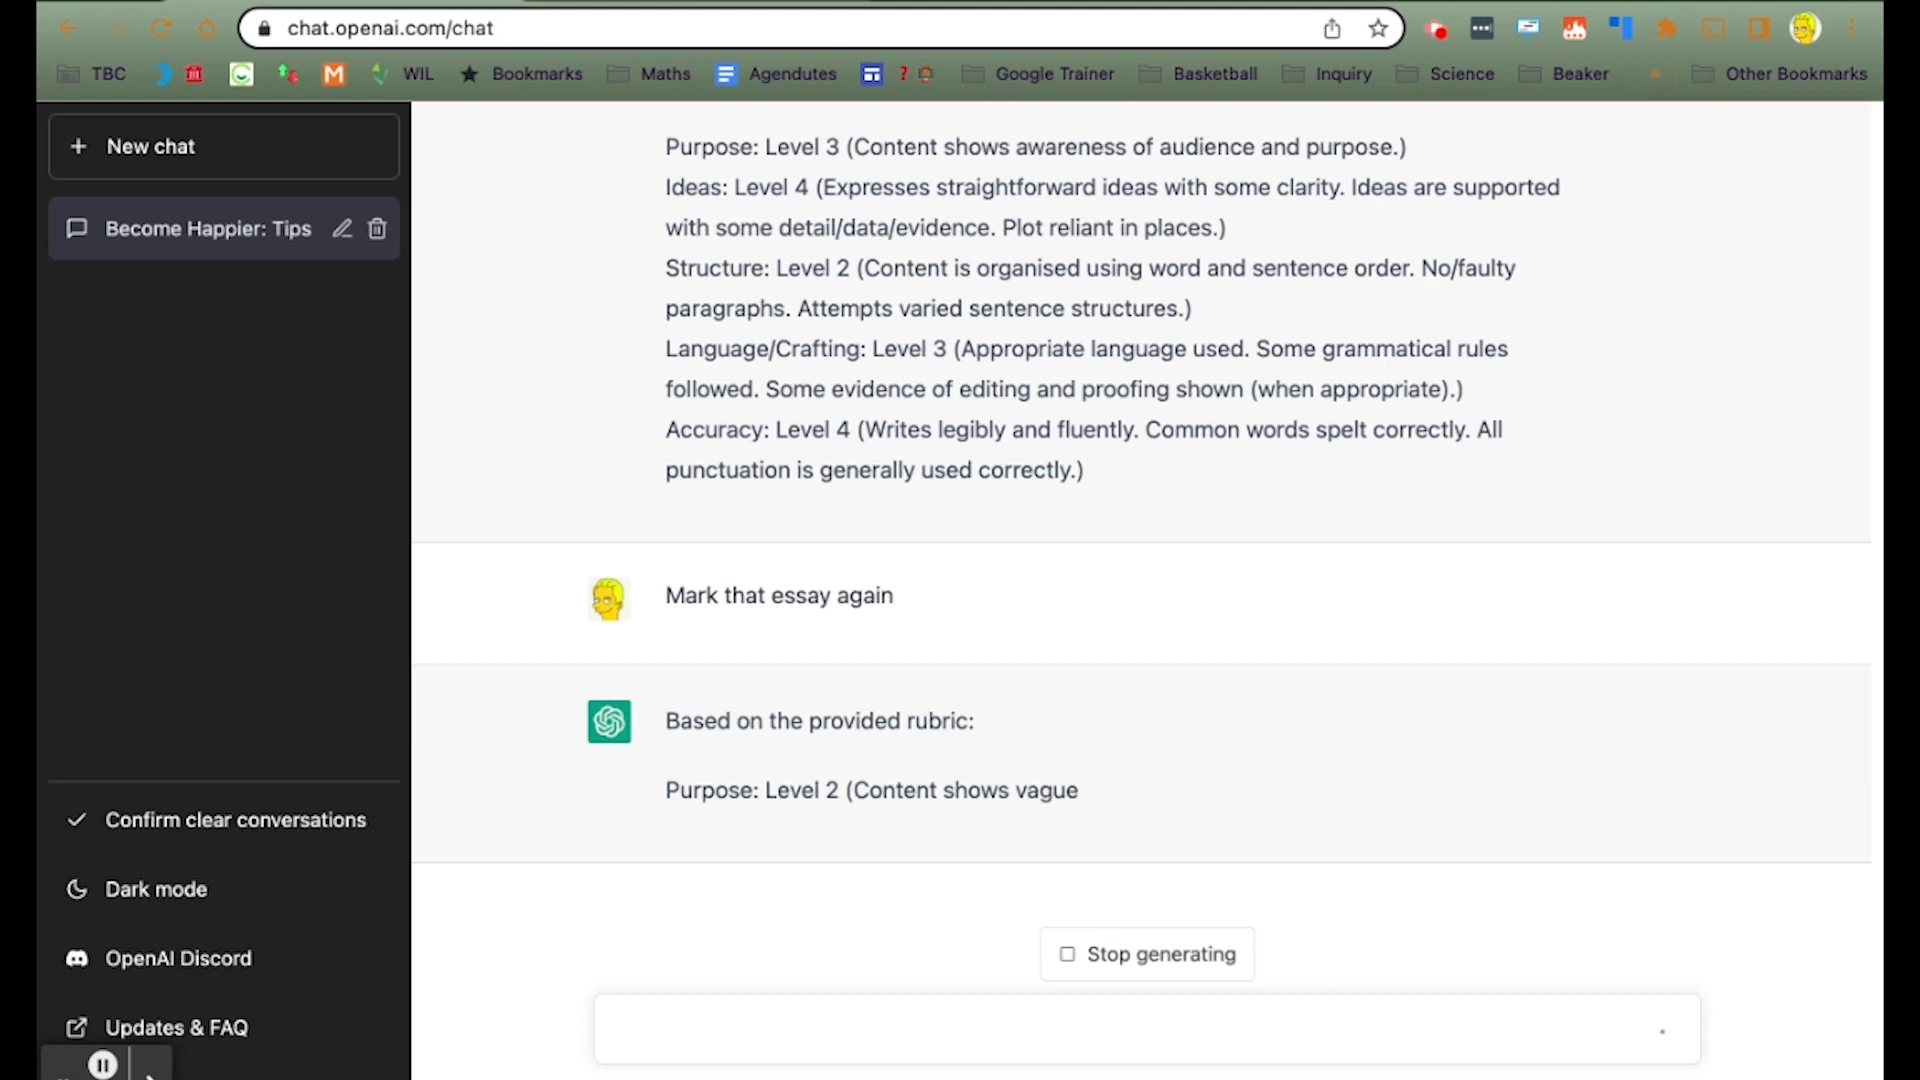 chat.openai.com/chat
TBC
WIL
Bookmarks
Maths
Agendutes
?
Google Trainer
Basketball
Inquiry
Science
Beaker
»
Other Bookmarks
+ New chat
Become Happier: Tips
Purpose: Level 3 (Content shows awareness of audience and purpose.)
Ideas: Level 4 (Expresses straightforward ideas with some clarity. Ideas are supported
with some detail/data/evidence. Plot reliant in places.)
Structure: Level 2 (Content is organised using word and sentence order. No/faulty
paragraphs. Attempts varied sentence structures.)
Language/Crafting: Level 3 (Appropriate language used. Some grammatical rules
followed. Some evidence of editing and proofing shown (when appropriate).)
Accuracy: Level 4 (Writes legibly and fluently. Common words spelt correctly. All
punctuation is generally used correctly.)
Mark that essay again
Based on the provided rubric:
Purpose: Level 2 (Content shows vague
Confirm clear conversations
Dark mode
OpenAI Discord
Updates & FAQ
Stop generating